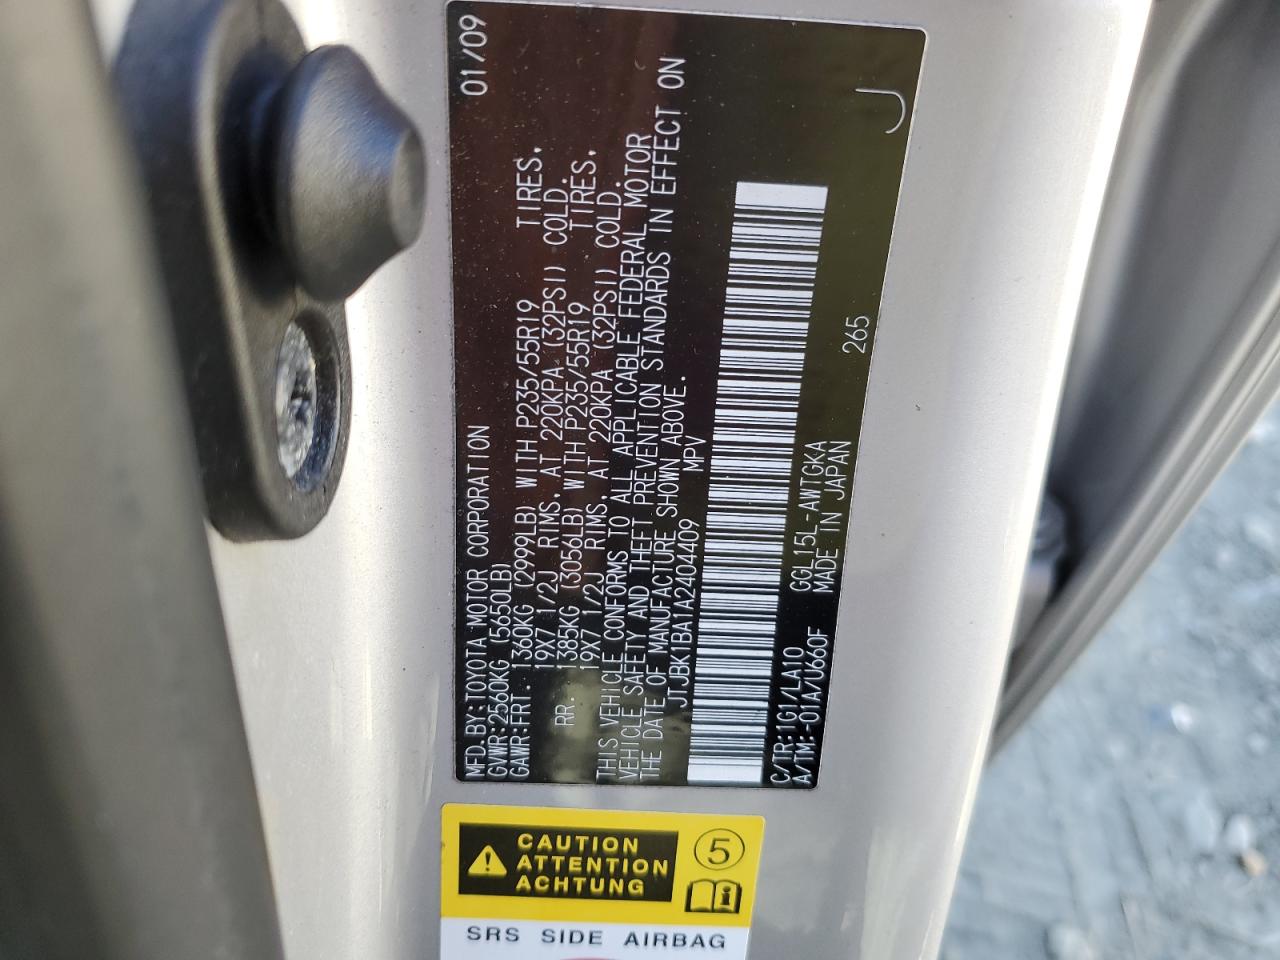 MFD.BY:TOYOTA MOTOR CORPORATION 01/09
GVWR:2560KG (5650LB)
GAWR:FRT. 1360KG (2999LB) WITH P235/55R19 TIRES,
19X7 1/2J RIMS, AT 220KPA (32PSI) COLD.
RR. 1385KG (3056LB) WITH P235/55R19 TIRES,
19X7 1/2J RIMS, AT 220KPA (32PSI) COLD.
THIS VEHICLE CONFORMS TO ALL APPLICABLE FEDERAL MOTOR
VEHICLE SAFETY AND THEFT PREVENTION STANDARDS IN EFFECT ON
THE DATE OF MANUFACTURE SHOWN ABOVE.
JTJBK1BA1A2404409 MPV
C/TR:1G1/LA10 GGL15L-AWTGKA
A/TM:-01A/U660F MADE IN JAPAN 265 J
CAUTION
ATTENTION
ACHTUNG
5
SRS SIDE AIRBAG